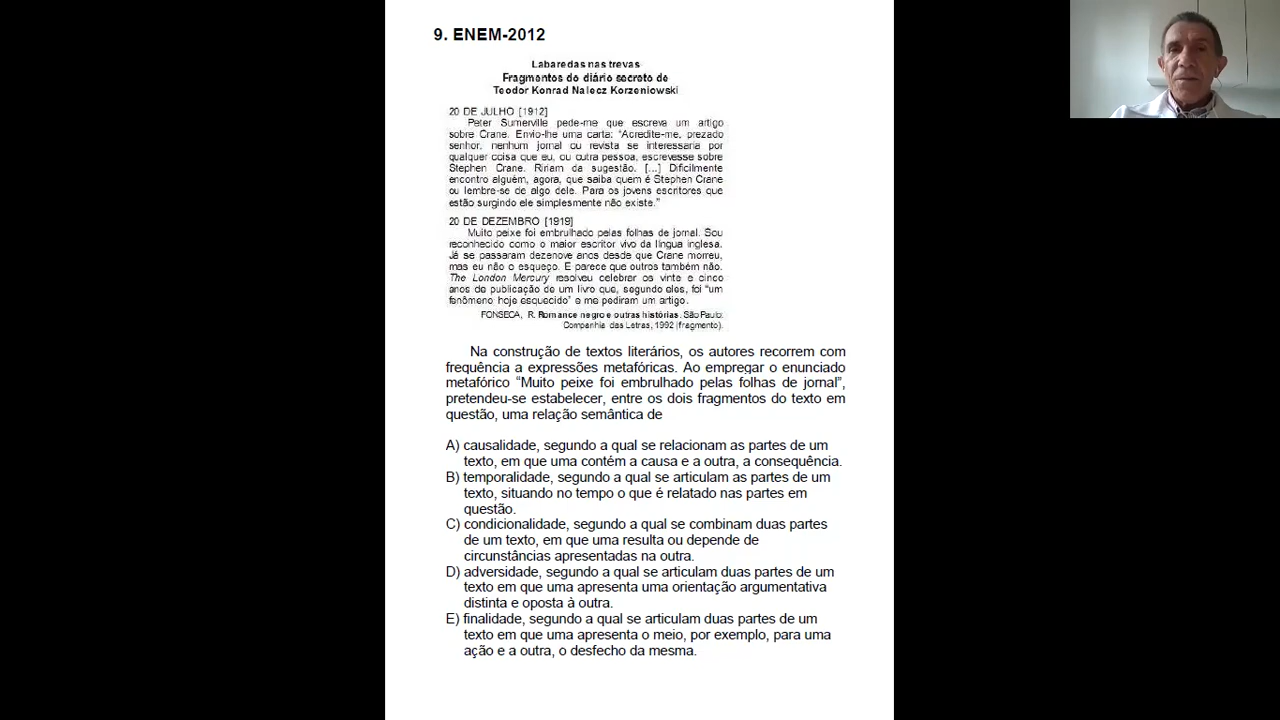 9. ENEM-2012
Labaredas nas trevas
Fragmentos do diário secreto de
Teodor Konrad Nalecz Korzeniowski
20 DE JULHO [1912]
Peter Sumerville pede-me que escreva um artigo
sobre Crane. Envio-lhe uma carta: "Acredite-me, prezado
senhor, nenhum jornal ou revista se interessaria por
qualquer coisa que eu, ou outra pessoa, escrevesse sobre
Stephen Crane. Ririam da sugestão. [...] Dificilmente
encontro alguém, agora, que saiba quem é Stephen Crane
ou lembre-se de algo dele. Para os jovens escritores que
estão surgindo ele simplesmente não existe."
20 DE DEZEMBRO [1919]
Muito peixe foi embrulhado pelas folhas de jornal. Sou
reconhecido como o maior escritor vivo da língua inglesa.
Já se passaram dezenove anos desde que Crane morreu,
mas eu não o esqueço. E parece que outros também não.
The London Mercury resolveu celebrar os vinte e cinco
anos de publicação de um livro que, segundo eles, foi "um
fenômeno hoje esquecido" e me pediram um artigo.
FONSECA, R. Romance negro e outras histórias. São Paulo:
Companhia das Letras, 1992 (fragmento).
Na construção de textos literários, os autores recorrem com
frequência a expressões metafóricas. Ao empregar o enunciado
metafórico "Muito peixe foi embrulhado pelas folhas de jornal",
pretendeu-se estabelecer, entre os dois fragmentos do texto em
questão, uma relação semântica de
A) causalidade, segundo a qual se relacionam as partes de um
texto, em que uma contém a causa e a outra, a consequência.
B) temporalidade, segundo a qual se articulam as partes de um
texto, situando no tempo o que é relatado nas partes em
questão.
C) condicionalidade, segundo a qual se combinam duas partes
de um texto, em que uma resulta ou depende de
circunstâncias apresentadas na outra.
D) adversidade, segundo a qual se articulam duas partes de um
texto em que uma apresenta uma orientação argumentativa
distinta e oposta à outra.
E) finalidade, segundo a qual se articulam duas partes de um
texto em que uma apresenta o meio, por exemplo, para uma
ação e a outra, o desfecho da mesma.